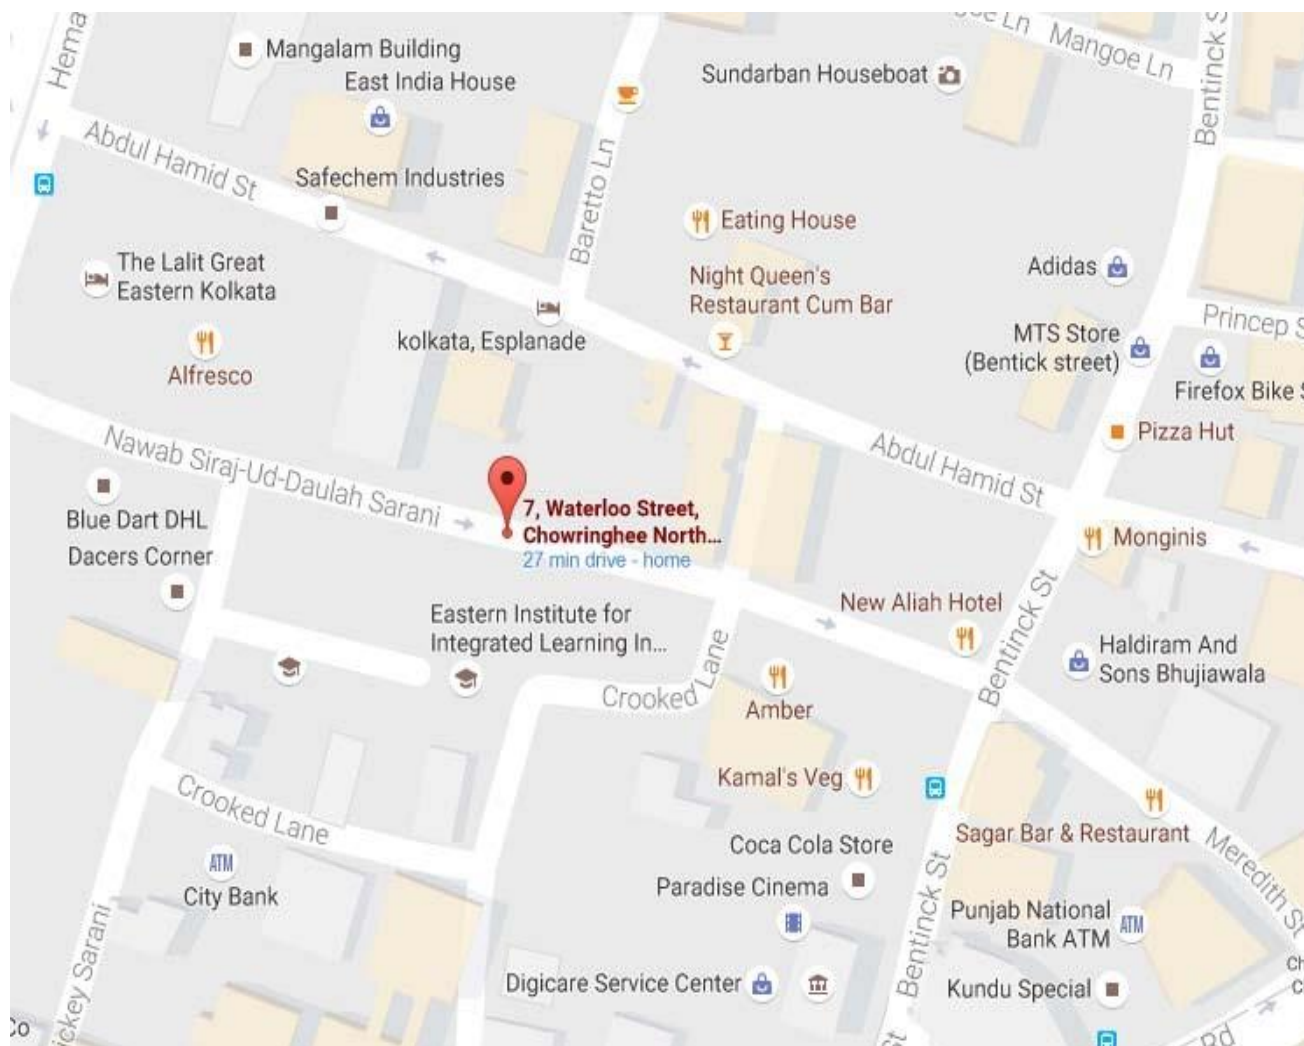 Hema
Mangalam Building
East India House
Safechem Industries
Abdul Hamid St
Baretto Ln
Sundarban Houseboat
Ln
Mangoe Ln
Bentinck S
Eating House
Night Queen's
Restaurant Cum Bar
Adidas
MTS Store
(Bentick street)
Princep S
Firefox Bike S
Pizza Hut
The Lalit Great
Eastern Kolkata
Alfresco
kolkata, Esplanade
Nawab Siraj-Ud-Daulah Sarani
7, Waterloo Street,
Chowringhee North...
27 min drive - home
Abdul Hamid St
Monginis
Blue Dart DHL
Dacers Corner
Eastern Institute for
Integrated Learning In...
New Aliah Hotel
Bentinck St
Haldiram And
Sons Bhujiawala
Crooked Lane
Amber
Kamal's Veg
Crooked Lane
ATM
City Bank
Sagar Bar & Restaurant
Meredith St
Coca Cola Store
Paradise Cinema
Bentinck St
Punjab National
Bank ATM
ATM
Digicare Service Center
Kundu Special
ickey Sarani
Ch
C
St
Rd